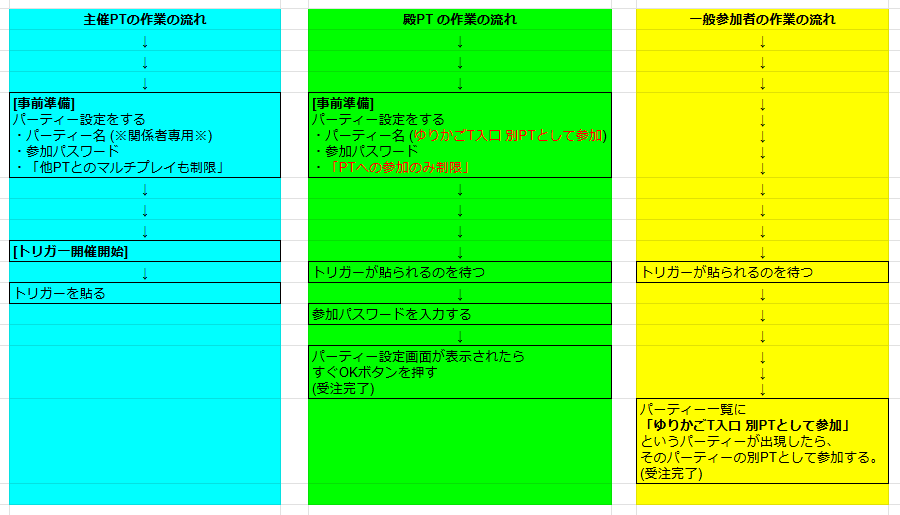 主催PTの作業の流れ
↓
↓
↓
[事前準備]
パーティー設定をする
・パーティー名 (※関係者専用※)
・参加パスワード
・「他PTとのマルチプレイも制限」
↓
↓
↓
[トリガー開催開始]
↓
トリガーを貼る
殿PT の作業の流れ
↓
↓
↓
[事前準備]
パーティー設定をする
・パーティー名 (ゆりかごT入口 別PTとして参加)
・参加パスワード
・「PTへの参加のみ制限」
↓
↓
↓
↓
トリガーが貼られるのを待つ
↓
参加パスワードを入力する
↓
パーティー設定画面が表示されたら
すぐOKボタンを押す
(受注完了)
一般参加者の作業の流れ
↓
↓
↓
↓
↓
↓
↓
↓
↓
↓
↓
↓
トリガーが貼られるのを待つ
↓
↓
↓
↓
↓
↓
パーティー一覧に
「ゆりかごT入口 別PTとして参加」
というパーティーが出現したら、
そのパーティーの別PTとして参加する。
(受注完了)